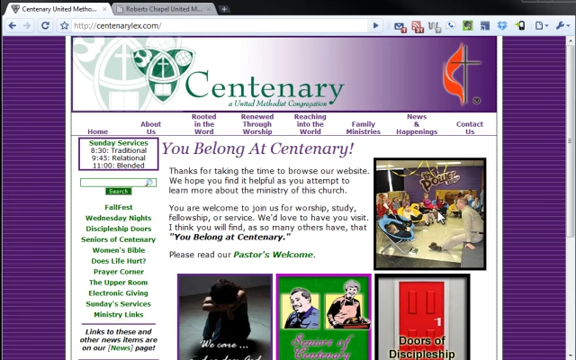 Centenary United Metho...
Roberts Chapel United M...
http://centenarylex.com/
Centenary
a United Methodist Congregation
Home
About
Us
Rooted
in the
Word
Renewed
Through
Worship
Reaching
into the
World
Family
Ministries
News
&
Happenings
Contact
Us
Sunday Services
8:30: Traditional
9:45: Relational
11:00: Blended
Search
FallFest
Wednesday Nights
Discipleship Doors
Seniors of Centenary
Women's Bible
Does Life Hurt?
Prayer Corner
The Upper Room
Electronic Giving
Sunday's Services
Ministry Links
Links to these and
other news items are
on our [News] page!
You Belong At Centenary!
Thanks for taking the time to browse our website.
We hope you find it helpful as you attempt to
learn more about the ministry of this church.
You are welcome to join us for worship, study,
fellowship, or service. We'd love to have you visit.
I think you will find, as so many others have, that
"You Belong at Centenary."
Please read our Pastor's Welcome.
We care ...
Seniors of
Centenary
Doors of
Discipleship